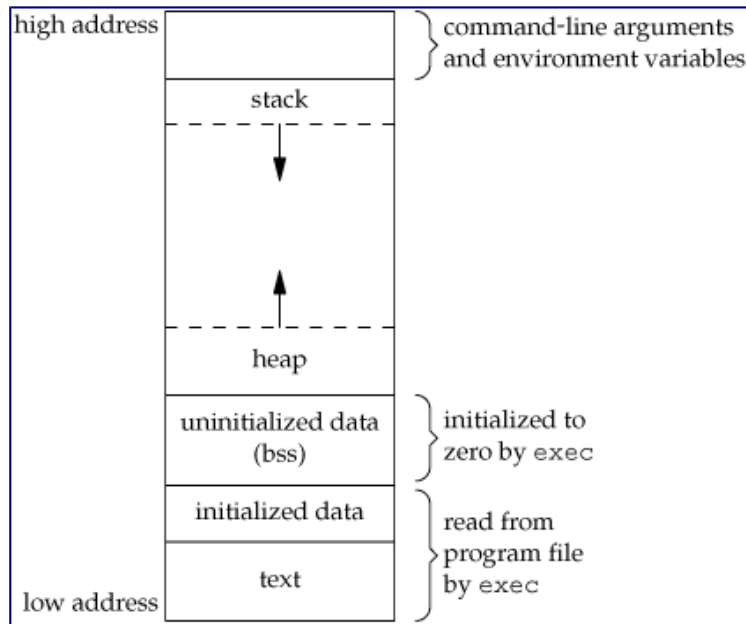 high address
command-line arguments
and environment variables
stack
heap
uninitialized data
(bss)
initialized to
zero by exec
initialized data
read from
program file
by exec
text
low address